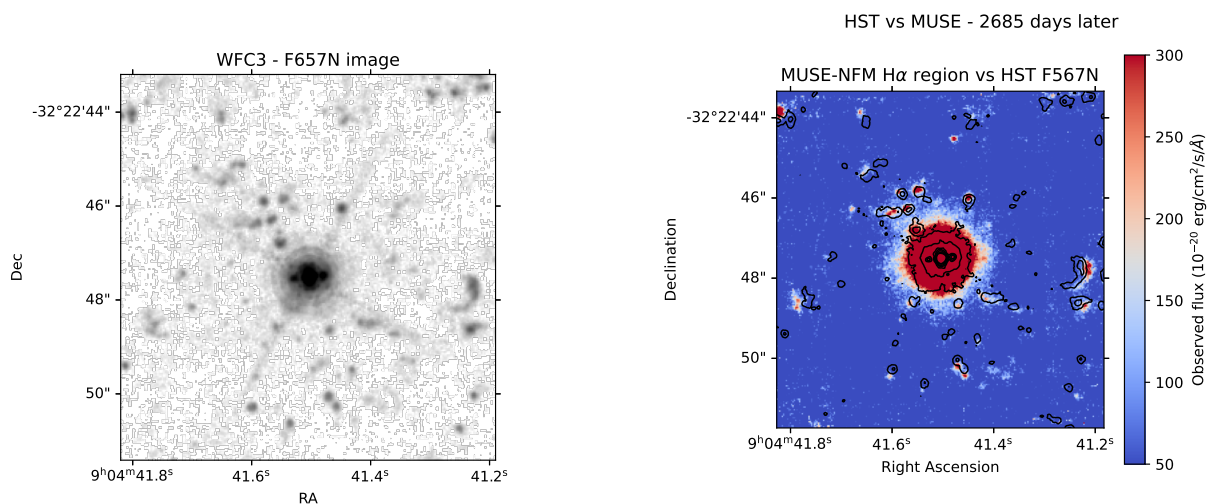 HST vs MUSE - 2685 days later
WFC3 - F657N image
-32°22'44"
46"
48"
50"
Dec
9ʰ04ᵐ41.8ˢ
41.6ˢ
41.4ˢ
41.2ˢ
RA
MUSE-NFM Hα region vs HST F567N
-32°22'44"
46"
48"
50"
Declination
9ʰ04ᵐ41.8ˢ
41.6ˢ
41.4ˢ
41.2ˢ
Right Ascension
300
250
200
150
100
50
Observed flux (10⁻²⁰ erg/cm²/s/Å)